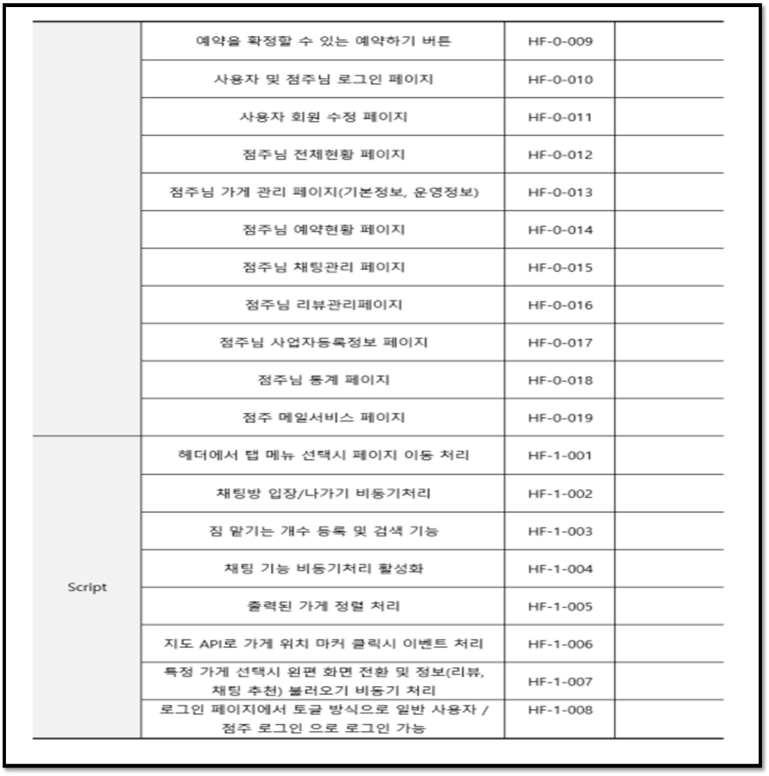 예약을 확정할 수 있는 예약하기 버튼 HF-0-009
사용자 및 점주님 로그인 페이지 HF-0-010
사용자 회원 수정 페이지 HF-0-011
점주님 전체현황 페이지 HF-0-012
점주님 가게 관리 페이지(기본정보, 운영정보) HF-0-013
점주님 예약현황 페이지 HF-0-014
점주님 채팅관리 페이지 HF-0-015
점주님 리뷰관리페이지 HF-0-016
점주님 사업자등록정보 페이지 HF-0-017
점주님 통계 페이지 HF-0-018
점주 메일서비스 페이지 HF-0-019
Script
헤더에서 탭 메뉴 선택시 페이지 이동 처리 HF-1-001
채팅방 입장/나가기 비동기처리 HF-1-002
짐 맡기는 개수 등록 및 검색 기능 HF-1-003
채팅 기능 비동기처리 활성화 HF-1-004
출력된 가게 정렬 처리 HF-1-005
지도 API로 가게 위치 마커 클릭시 이벤트 처리 HF-1-006
특정 가게 선택시 왼편 화면 전환 및 정보(리뷰,
채팅 추천) 불러오기 비동기 처리 HF-1-007
로그인 페이지에서 토글 방식으로 일반 사용자 /
점주 로그인 으로 로그인 가능 HF-1-008